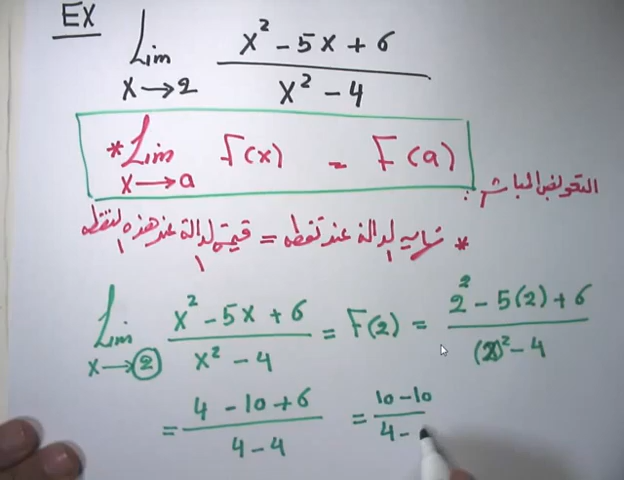 EX
Lim x→2 x² - 5x + 6 / x² - 4
* Lim x→a F(x) = F(a)
التعويض المباشر :
* نهاية الدالة عند نقطة = قيمة الدالة عند هذه النقطة
Lim x→2 x² - 5x + 6 / x² - 4 = F(2) = 2² - 5(2) + 6 / (2)² - 4
= 4 - 10 + 6 / 4 - 4 = 10 - 10 / 4 -